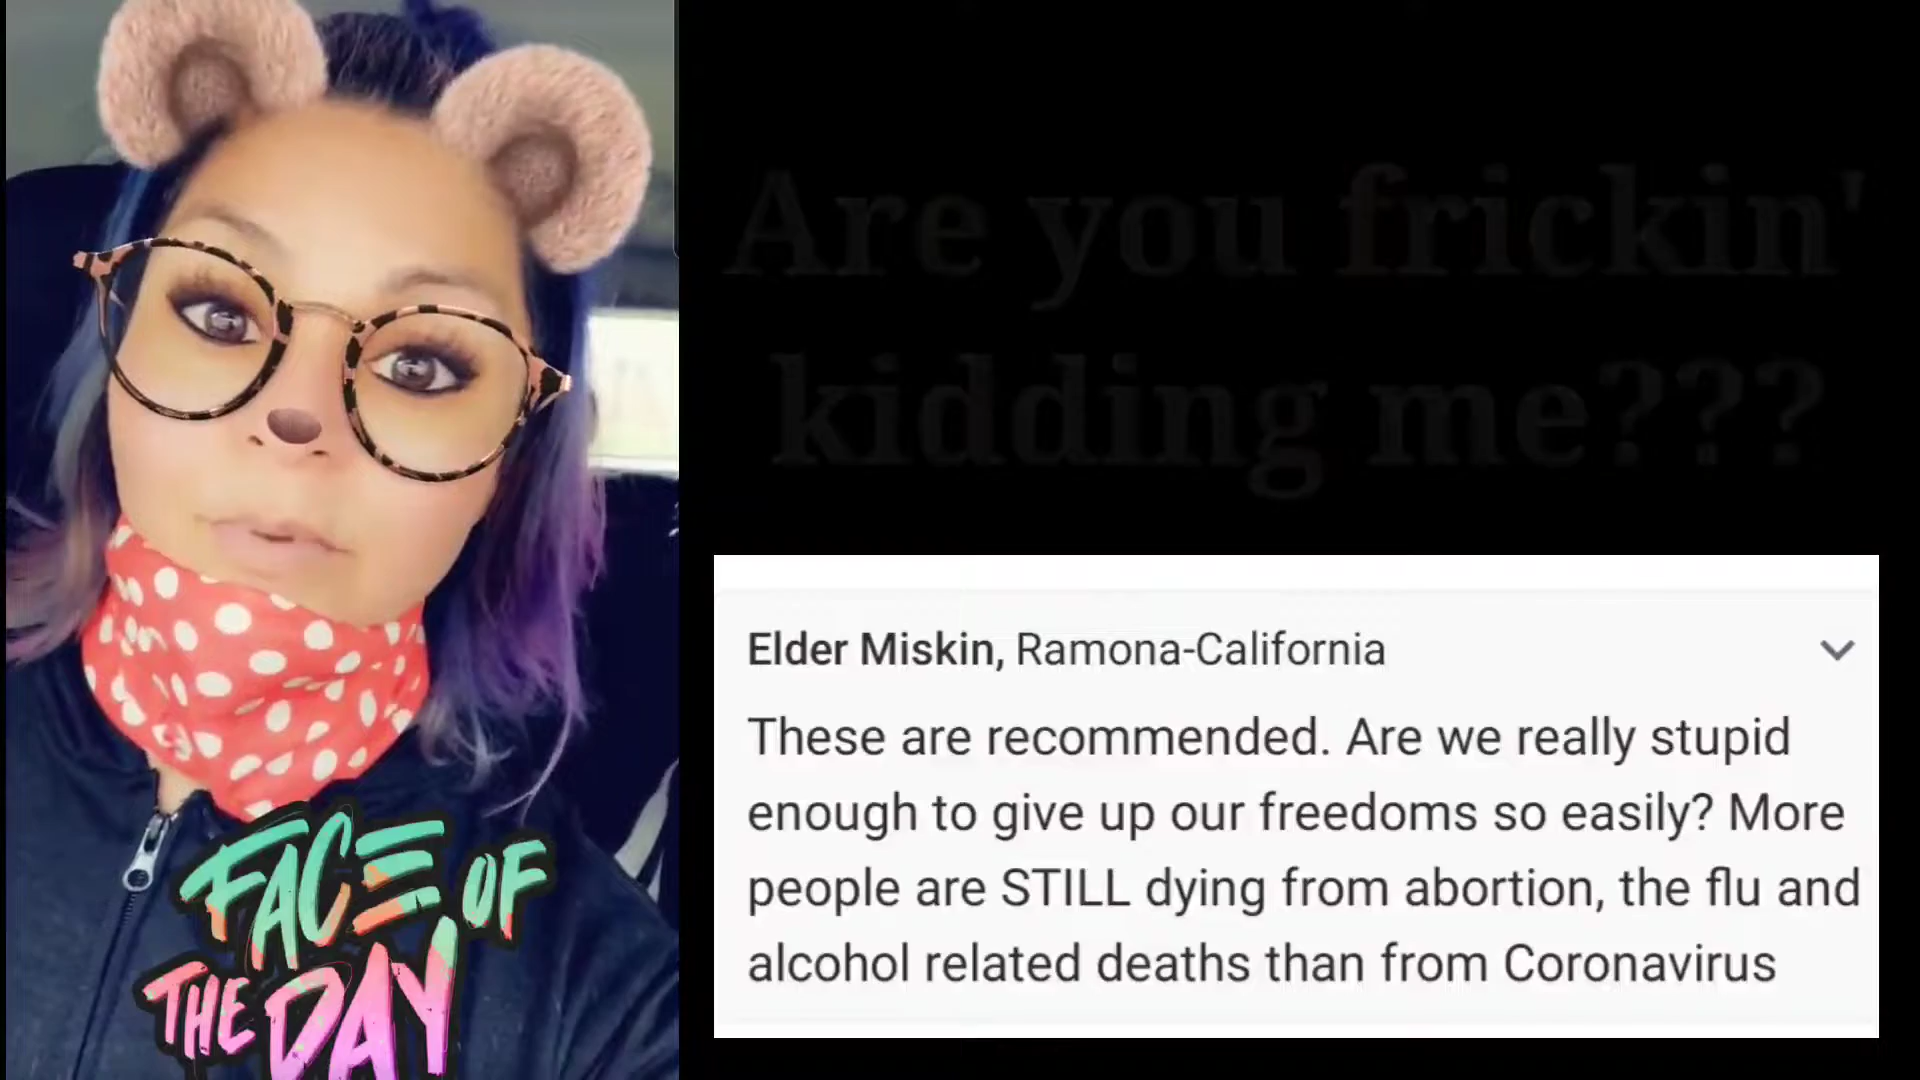 FACE OF
THE DAY
Are you frickin'
kidding me???
Elder Miskin, Ramona-California
These are recommended. Are we really stupid
enough to give up our freedoms so easily? More
people are STILL dying from abortion, the flu and
alcohol related deaths than from Coronavirus